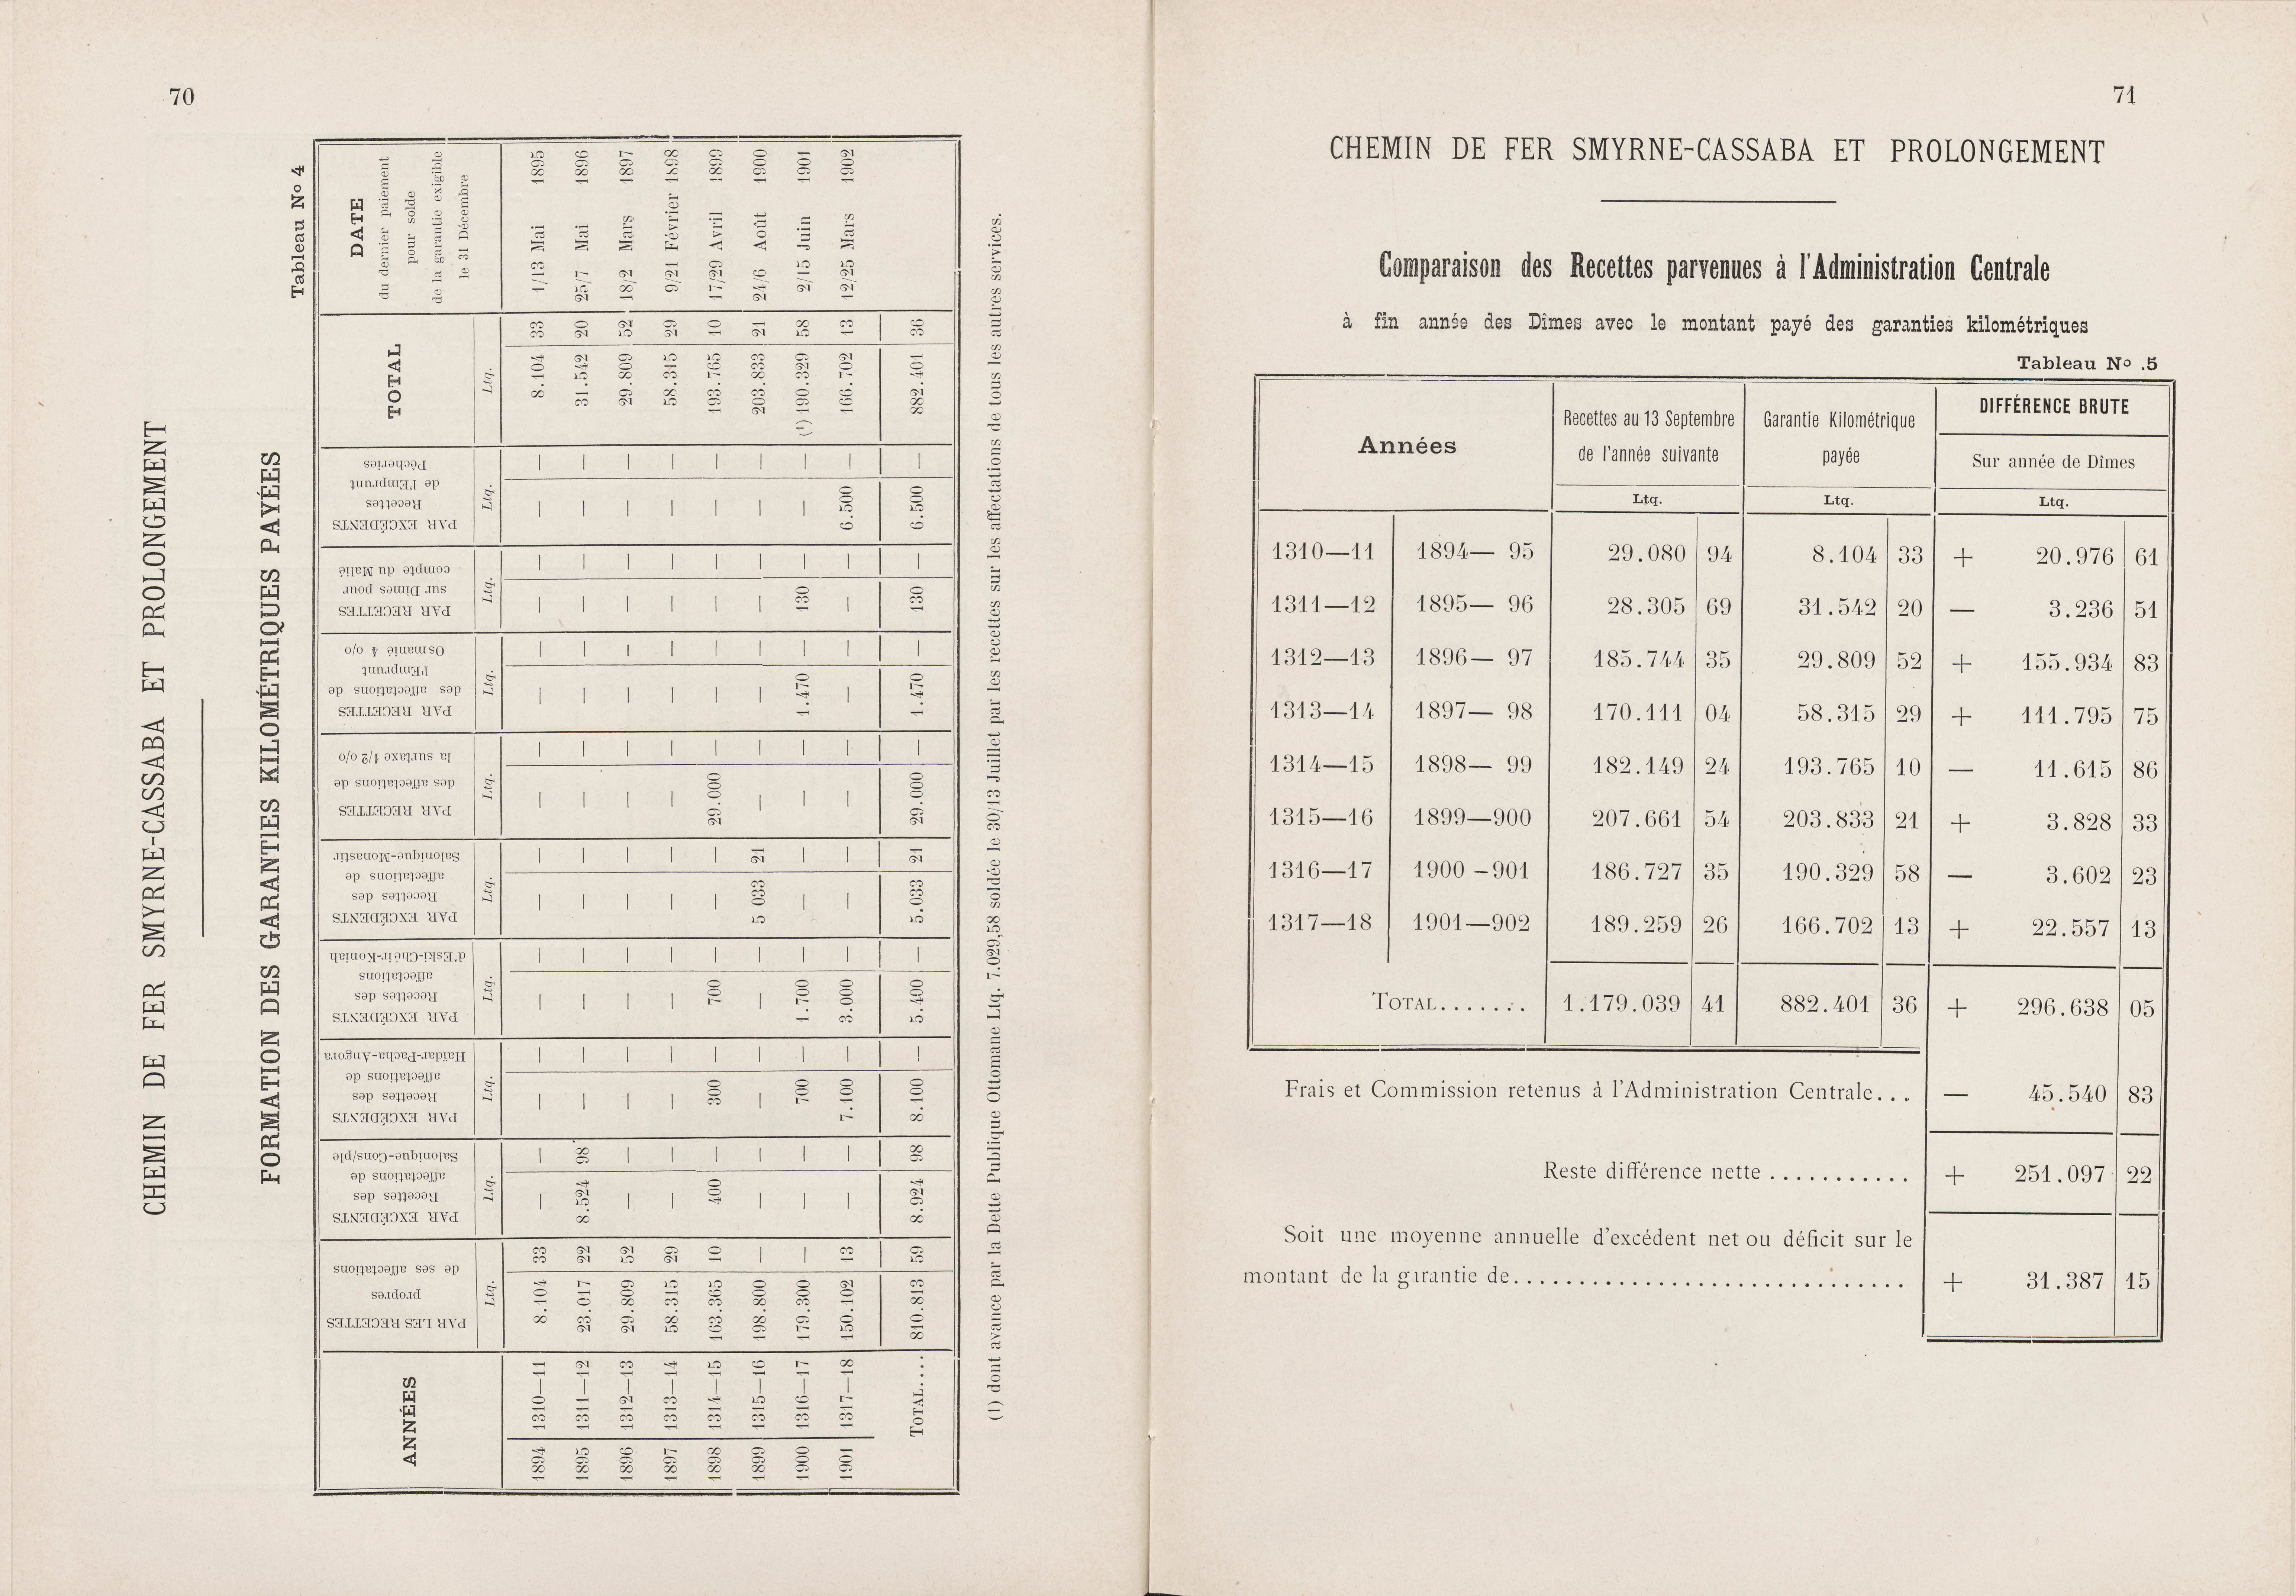 70
CHEMIN DE FER SMYRNE-CASSABA ET PROLONGEMENT
FORMATION DES GARANTIES KILOMÉTRIQUES PAYÉES
Tableau No 4
ANNÉES
PAR LES RECETTES
propres
de ses affectations
Ltq.
PAR EXCÉDENTS
Recettes des
affectations de
Salonique-Cons/ple
Ltq.
PAR EXCÉDENTS
Recettes des
affectations de
Haïdar-Pacha-Angora
Ltq.
PAR EXCÉDENTS
Recettes des
affectations
d'Eski-Chéïr-Koniah
Ltq.
PAR EXCÉDENTS
Recettes des
affectations de
Salonique-Monastir
Ltq.
PAR RECETTES
des affectations de
la surtaxe 1/2 o/o
Ltq.
PAR RECETTES
des affectations de
l'Emprunt
Osmanié 4 o/o
Ltq.
PAR RECETTES
sur Dîmes pour
compte du Malié
Ltq.
PAR EXCÉDENTS
Recettes
de l'Emprunt
Pêcheries
Ltq.
TOTAL
Ltq.
DATE
du dernier paiement
pour solde
de la garantie exigible
le 31 Décembre
1894 1310—11 8.104 33 — — — — — — — — — — — — — — — — 8.104 33 1/13 Mai 1895
1895 1311—12 23.017 22 8.524 98 — — — — — — — — — — — — — — 31.542 20 25/7 Mai 1896
1896 1312—13 29.809 52 — — — — — — — — — — — — — — — — 29.809 52 18/2 Mars 1897
1897 1313—14 58.315 29 — — — — — — — — — — — — — — — — 58.315 29 9/21 Février 1898
1898 1314—15 163.365 10 400 — 300 — 700 — — — 29.000 — — — — — — — 193.765 10 17/29 Avril 1899
1899 1315—16 198.800 — — — — — — — 5 033 21 — — — — — — — — 203.833 21 24/6 Août 1900
1900 1316—17 179.300 — — — 700 — 1.700 — — — — — 1.470 — 130 — — — (1) 190.329 58 2/15 Juin 1901
1901 1317—18 150.102 13 — — 7.100 — 3.000 — — — — — — — — — 6.500 — 166.702 13 12/25 Mars 1902
TOTAL.... 810.813 59 8.924 98 8.100 — 5.400 — 5.033 21 29.000 — 1.470 — 130 — 6.500 — 882.401 36
(1) dont avance par la Dette Publique Ottomane Ltq. 7.029,58 soldée le 30/13 Juillet par les recettes sur les affectations de tous les autres services.
71
CHEMIN DE FER SMYRNE-CASSABA ET PROLONGEMENT
Comparaison des Recettes parvenues à l'Administration Centrale
à fin année des Dîmes avec le montant payé des garanties kilométriques
Tableau No .5
Années
Recettes au 13 Septembre
de l'année suivante
Ltq.
Garantie Kilométrique
payée
Ltq.
DIFFÉRENCE BRUTE
Sur année de Dîmes
Ltq.
1310—11 1894— 95 29.080 94 8.104 33 + 20.976 61
1311—12 1895— 96 28.305 69 31.542 20 — 3.236 51
1312—13 1896— 97 185.744 35 29.809 52 + 155.934 83
1313—14 1897— 98 170.111 04 58.315 29 + 111.795 75
1314—15 1898— 99 182.149 24 193.765 10 — 11.615 86
1315—16 1899—900 207.661 54 203.833 21 + 3.828 33
1316—17 1900 –901 186.727 35 190.329 58 — 3.602 23
1317—18 1901—902 189.259 26 166.702 13 + 22.557 13
TOTAL....... 1.179.039 41 882.401 36 + 296.638 05
Frais et Commission retenus à l'Administration Centrale... — 45.540 83
Reste différence nette ........... + 251.097 22
Soit une moyenne annuelle d'excédent net ou déficit sur le
montant de la girantie de.............................. + 31.387 15